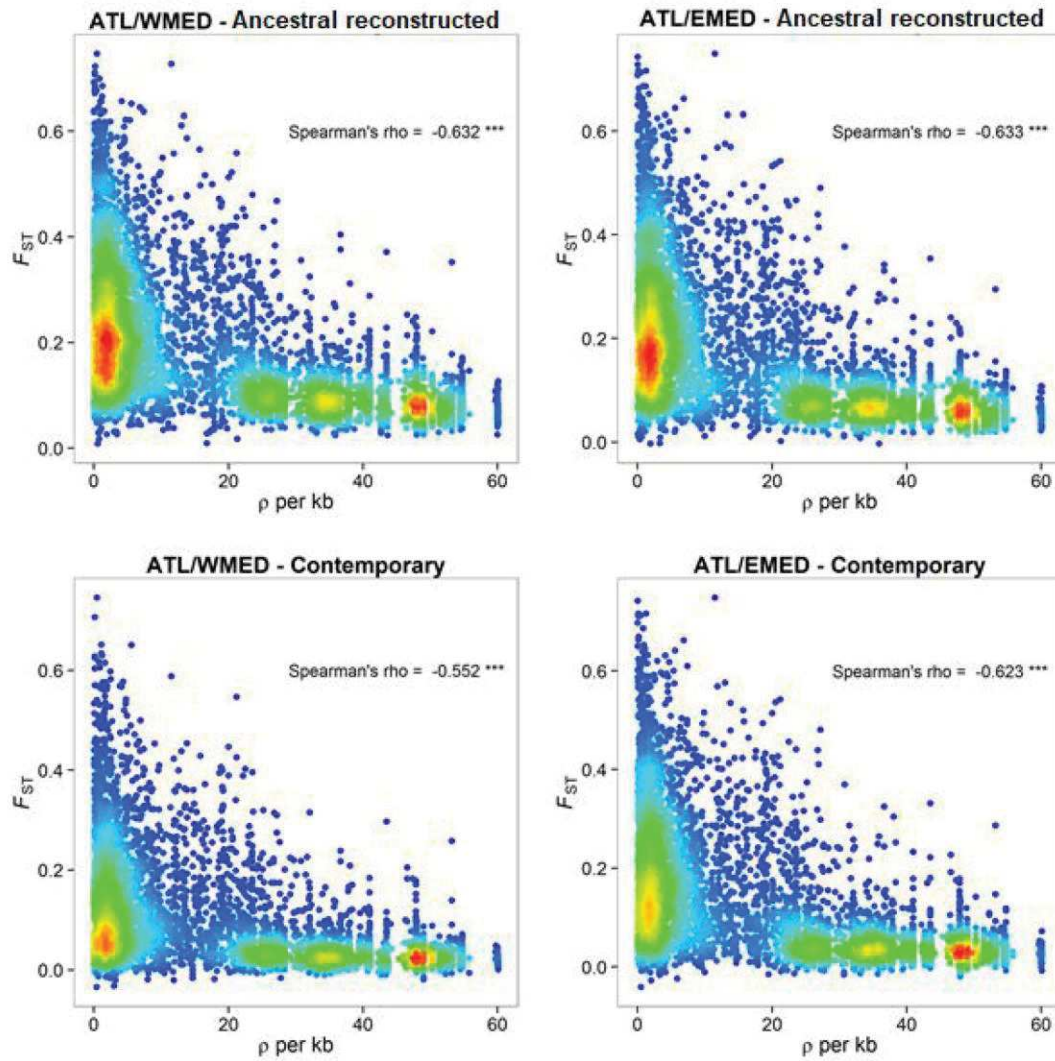 ATL/WMED - Ancestral reconstructed
ATL/EMED - Ancestral reconstructed
Spearman's rho = -0.632 ***
Spearman's rho = -0.633 ***
0.6
0.4
0.2
0.0
FST
0 20 40 60
ρ per kb
0.6
0.4
0.2
0.0
FST
0 20 40 60
ρ per kb
ATL/WMED - Contemporary
ATL/EMED - Contemporary
Spearman's rho = -0.552 ***
Spearman's rho = -0.623 ***
0.6
0.4
0.2
0.0
FST
0 20 40 60
ρ per kb
0.6
0.4
0.2
0.0
FST
0 20 40 60
ρ per kb